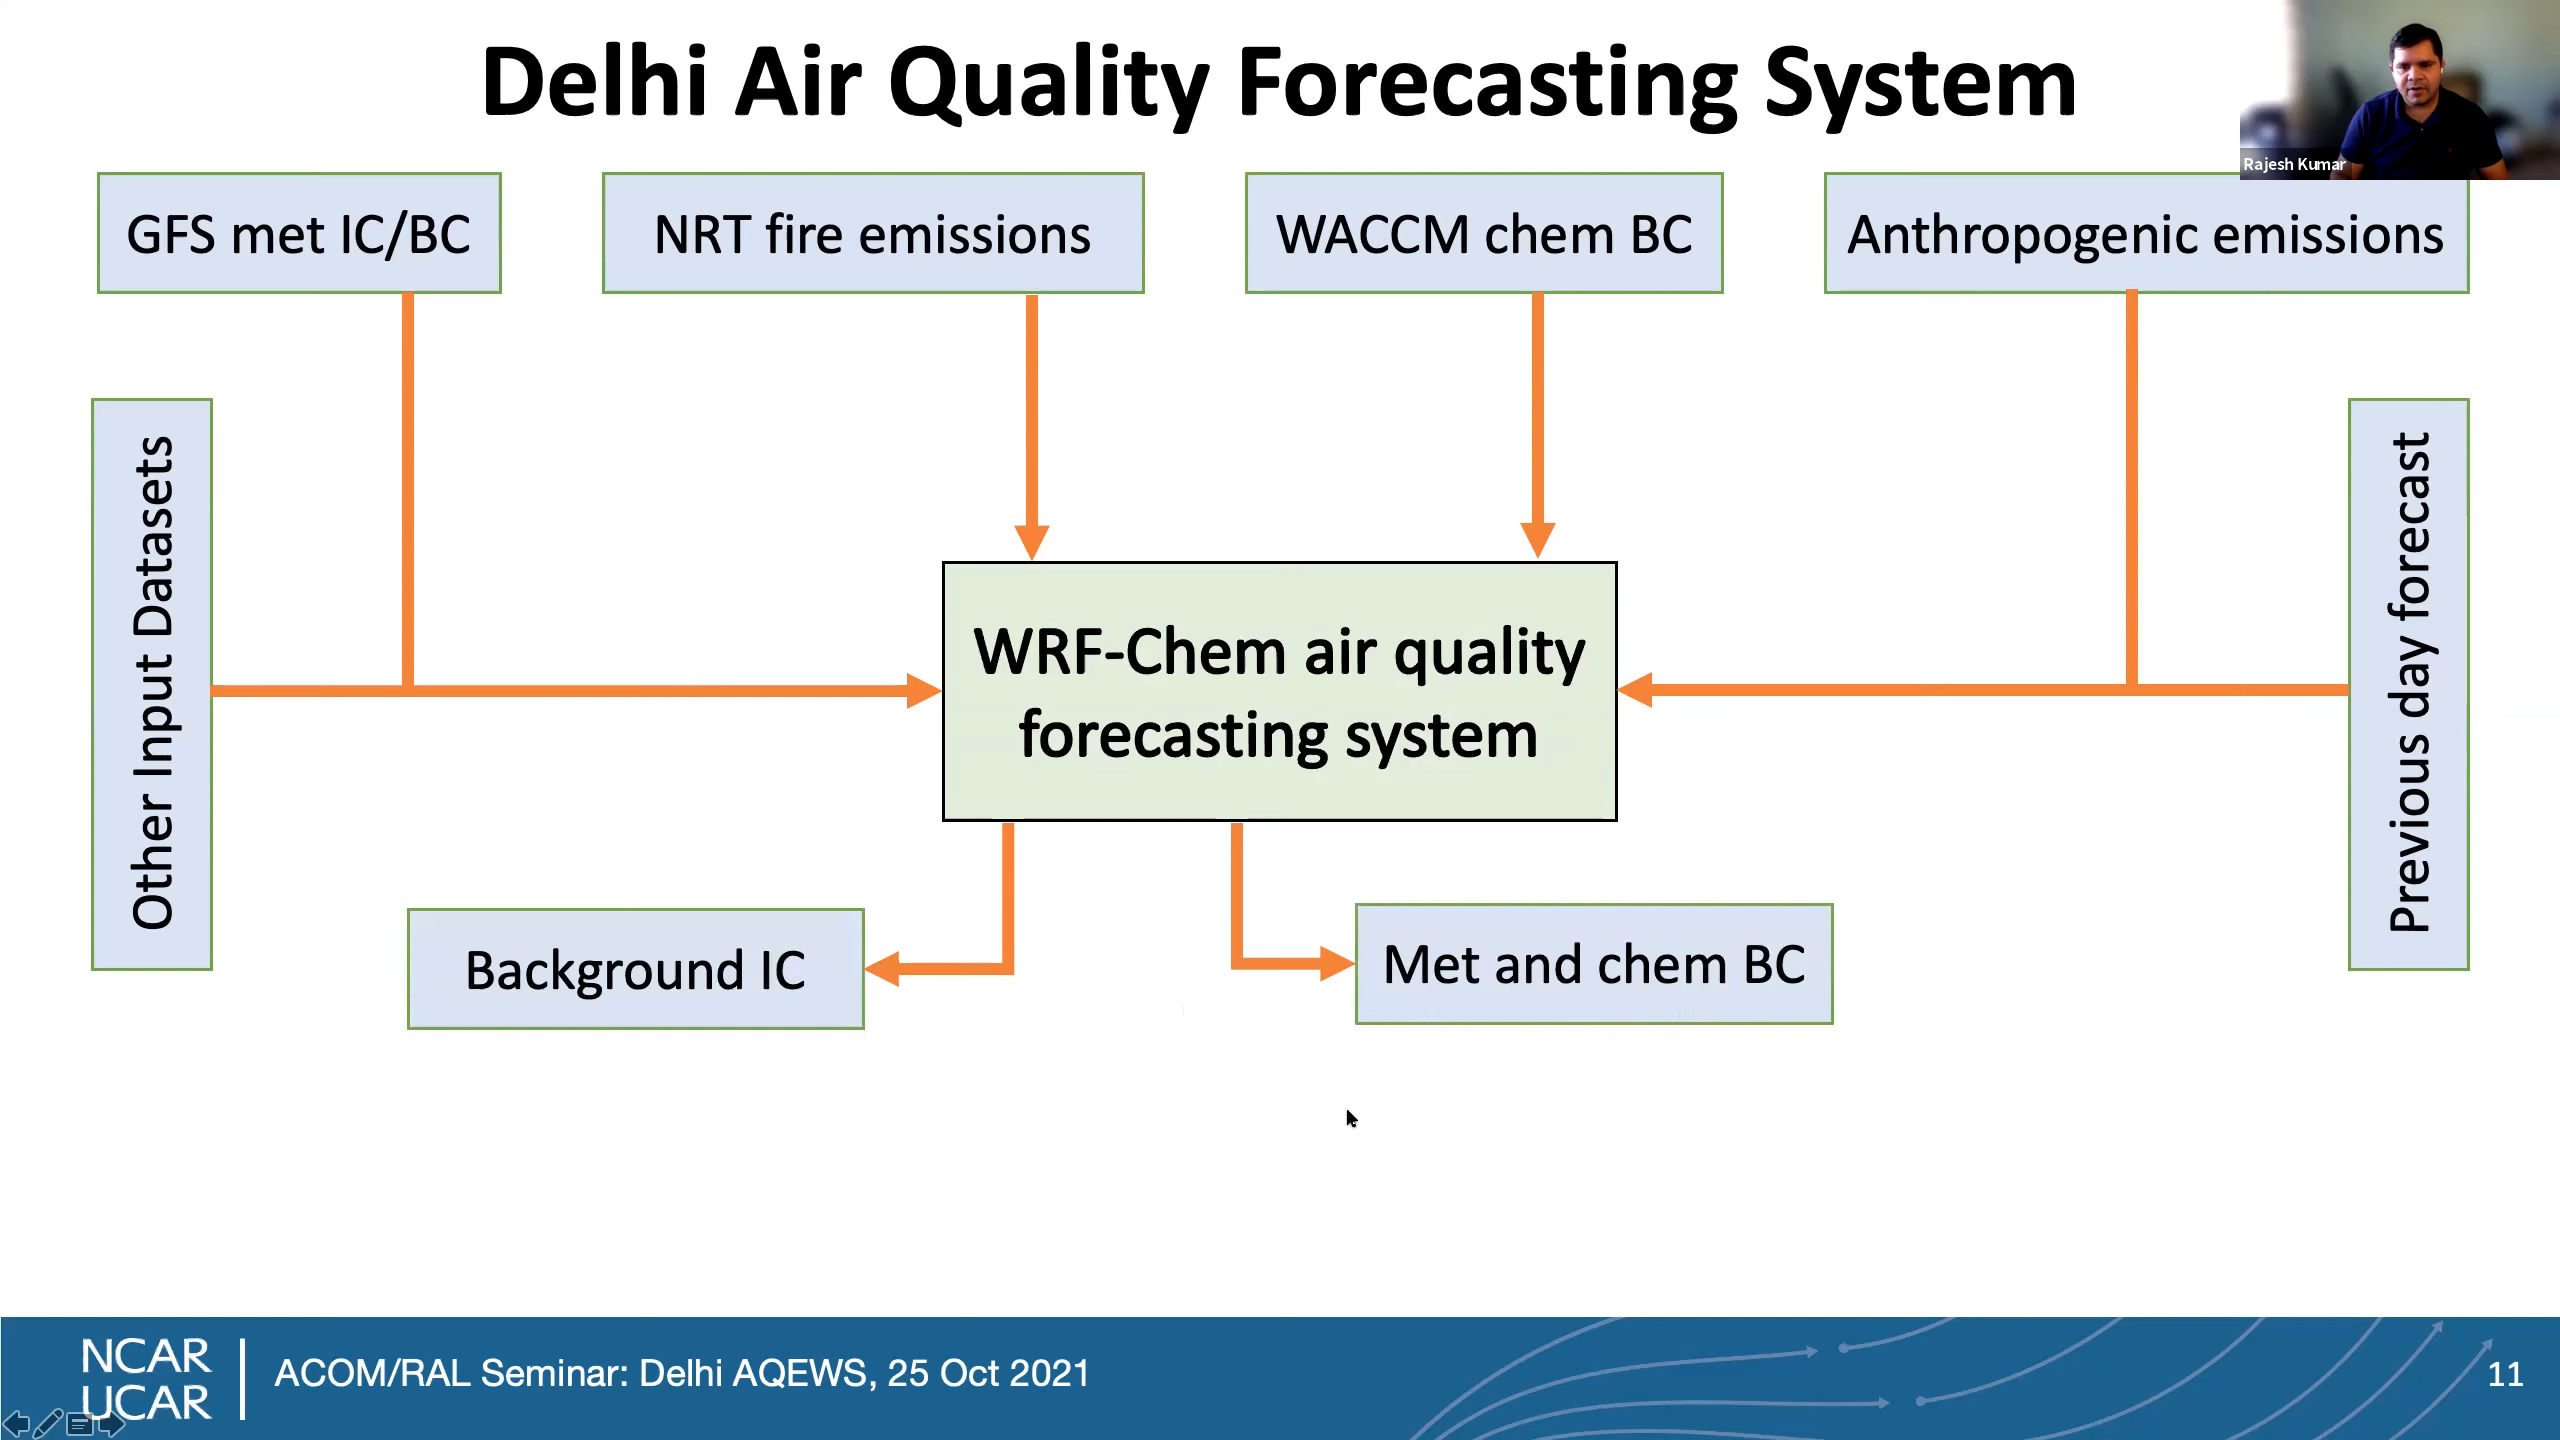 Delhi Air Quality Forecasting System
Rajesh Kumar
GFS met IC/BC
NRT fire emissions
WACCM chem BC
Anthropogenic emissions
Other Input Datasets
WRF-Chem air quality
forecasting system
Previous day forecast
Background IC
Met and chem BC
NCAR
UCAR
ACOM/RAL Seminar: Delhi AQEWS, 25 Oct 2021
11